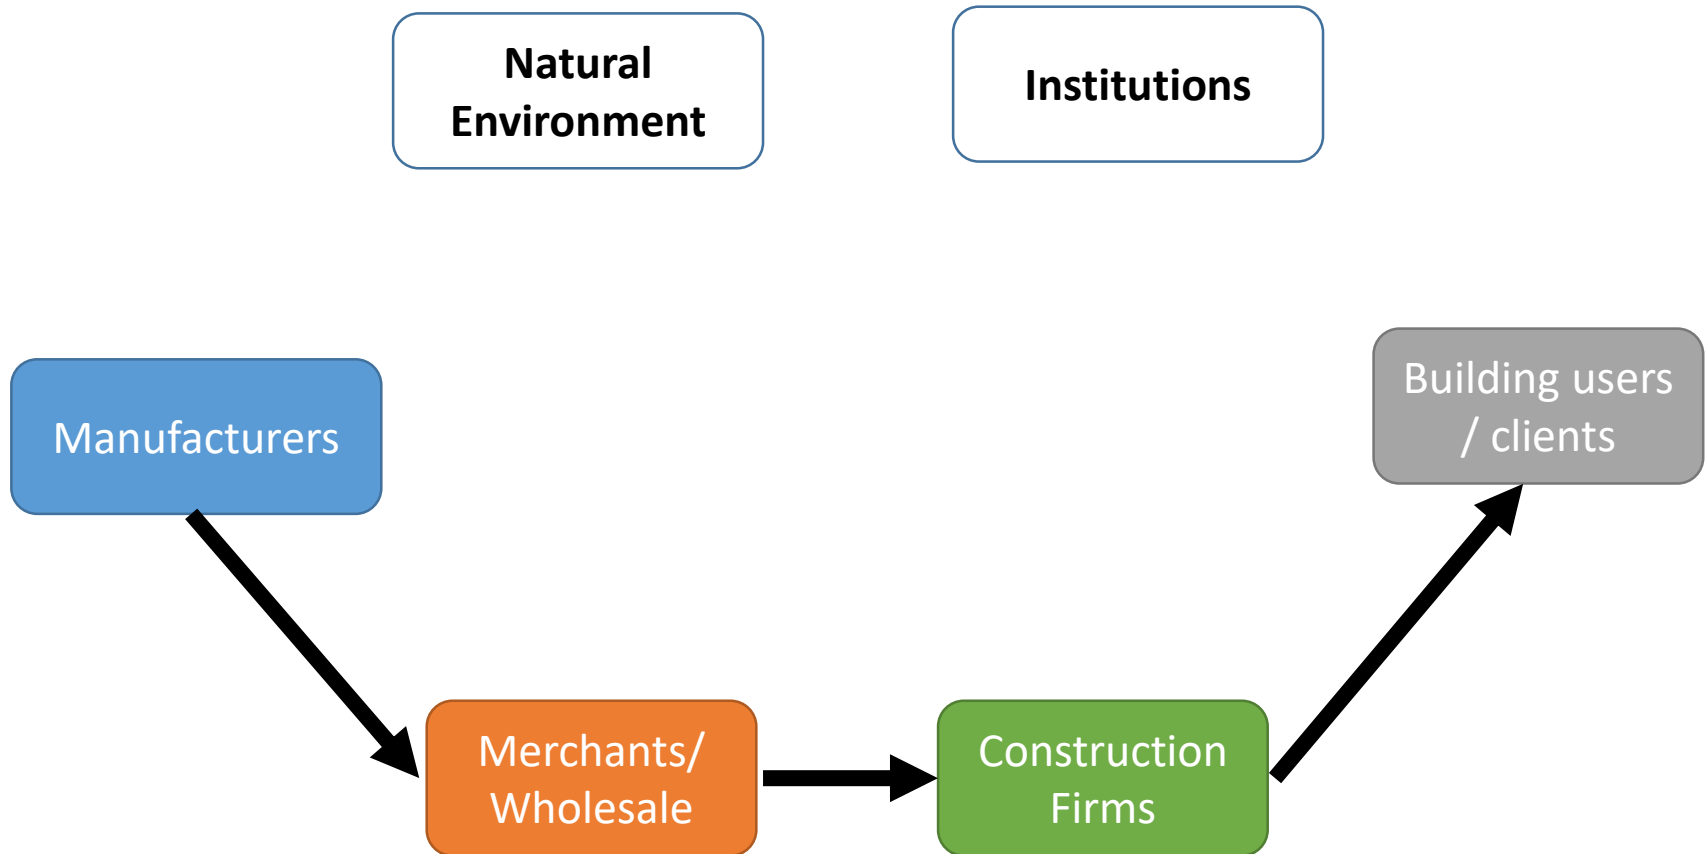 Natural
Environment
Institutions
Manufacturers
Building users
/ clients
Merchants/
Wholesale
Construction
Firms